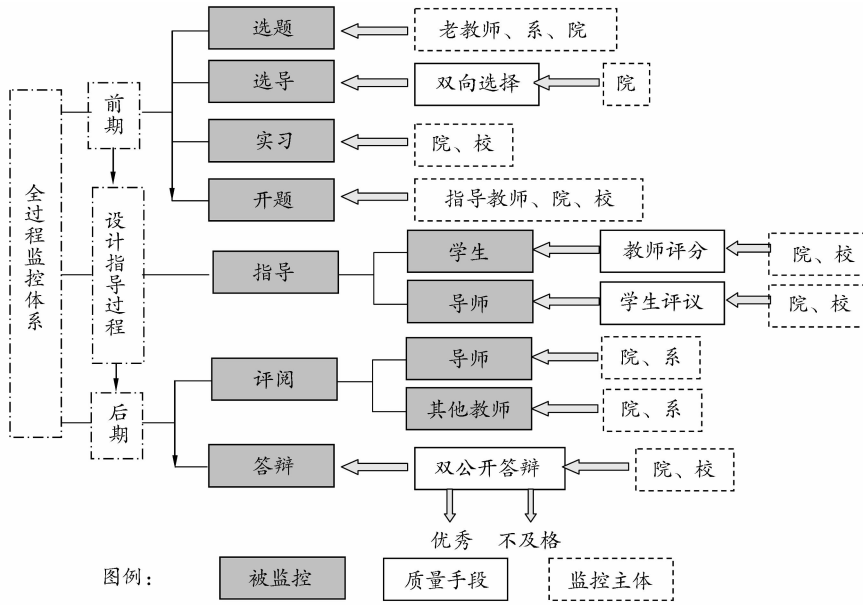 选题
老教师、系、院
选导
双向选择
院
前期
实习
院、校
开题
指导教师、院、校
全过程监控体系
设计指导过程
指导
学生
教师评分
院、校
导师
学生评议
院、校
评阅
导师
院、系
其他教师
院、系
后期
答辩
双公开答辩
院、校
优秀
不及格
图例：
被监控
质量手段
监控主体